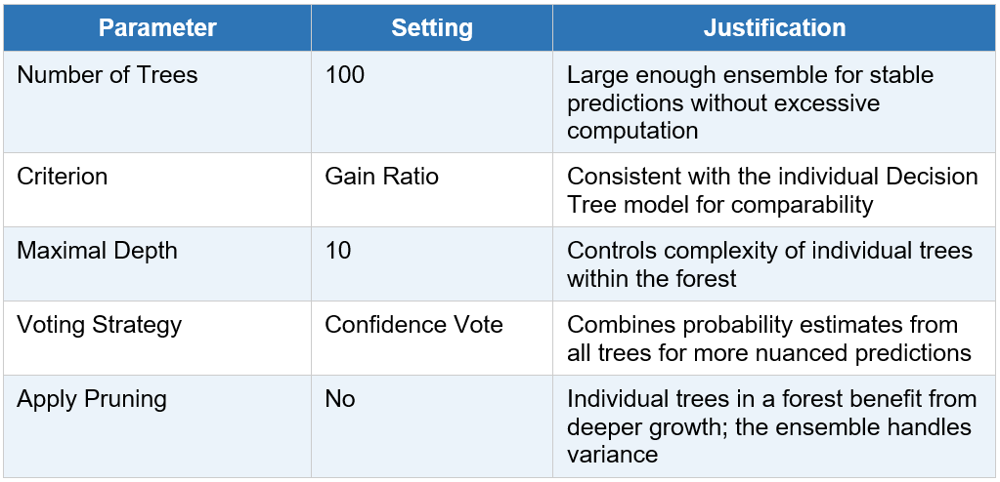 Parameter Setting Justification
Number of Trees 100 Large enough ensemble for stable
predictions without excessive
computation
Criterion Gain Ratio Consistent with the individual Decision
Tree model for comparability
Maximal Depth 10 Controls complexity of individual trees
within the forest
Voting Strategy Confidence Vote Combines probability estimates from
all trees for more nuanced predictions
Apply Pruning No Individual trees in a forest benefit from
deeper growth; the ensemble handles
variance